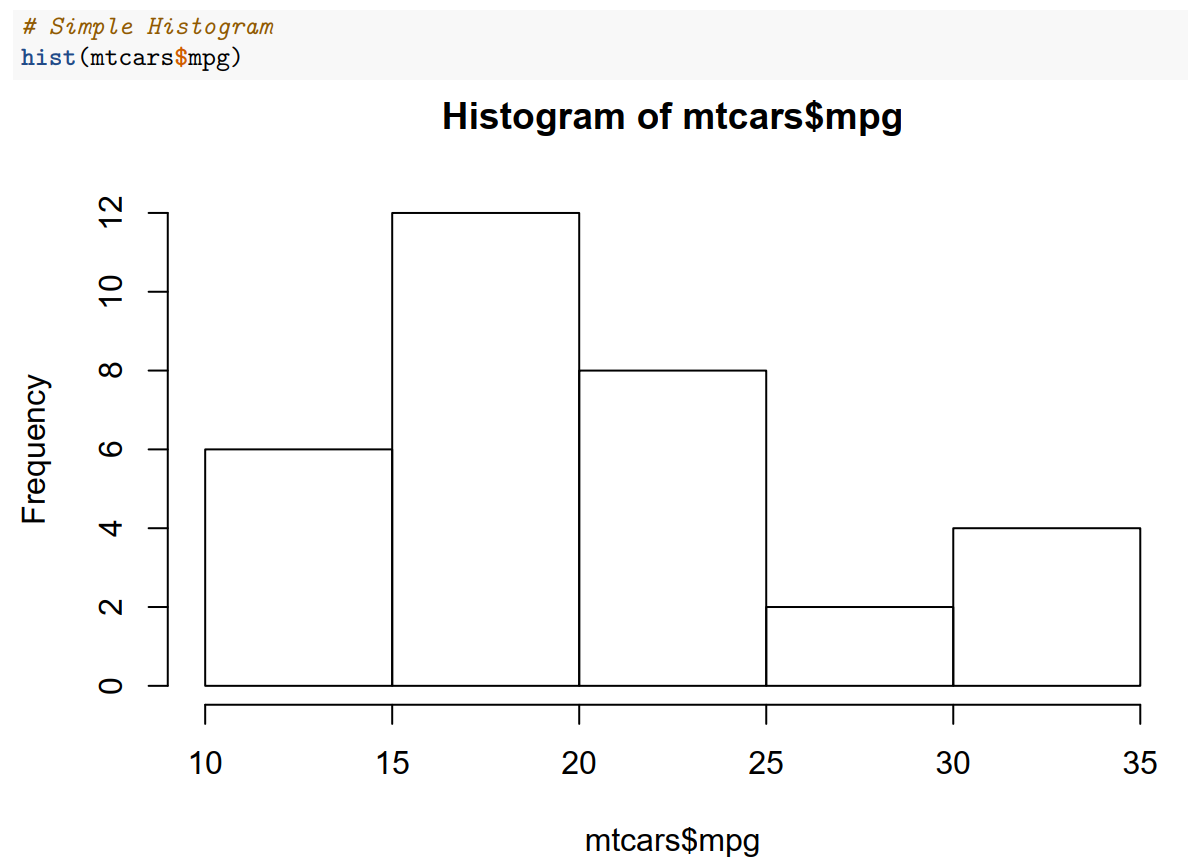 # Simple Histogram
hist(mtcars$mpg)
Histogram of mtcars$mpg
Frequency
12
10
8
6
4
2
0
10 15 20 25 30 35
mtcars$mpg